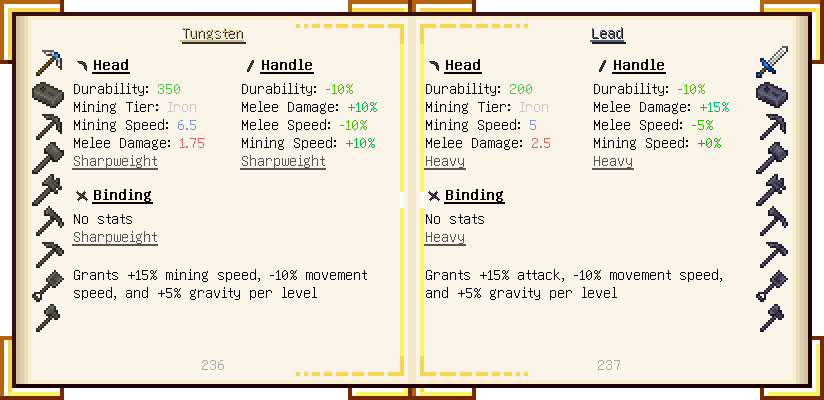 Tungsten
Head
Durability: 350
Mining Tier: Iron
Mining Speed: 6.5
Melee Damage: 1.75
Sharpweight
Handle
Durability: -10%
Melee Damage: +10%
Melee Speed: -10%
Mining Speed: +10%
Sharpweight
Binding
No stats
Sharpweight
Grants +15% mining speed, -10% movement
speed, and +5% gravity per level
236
Lead
Head
Durability: 200
Mining Tier: Iron
Mining Speed: 5
Melee Damage: 2.5
Heavy
Handle
Durability: -10%
Melee Damage: +15%
Melee Speed: -5%
Mining Speed: +0%
Heavy
Binding
No stats
Heavy
Grants +15% attack, -10% movement speed,
and +5% gravity per level
237